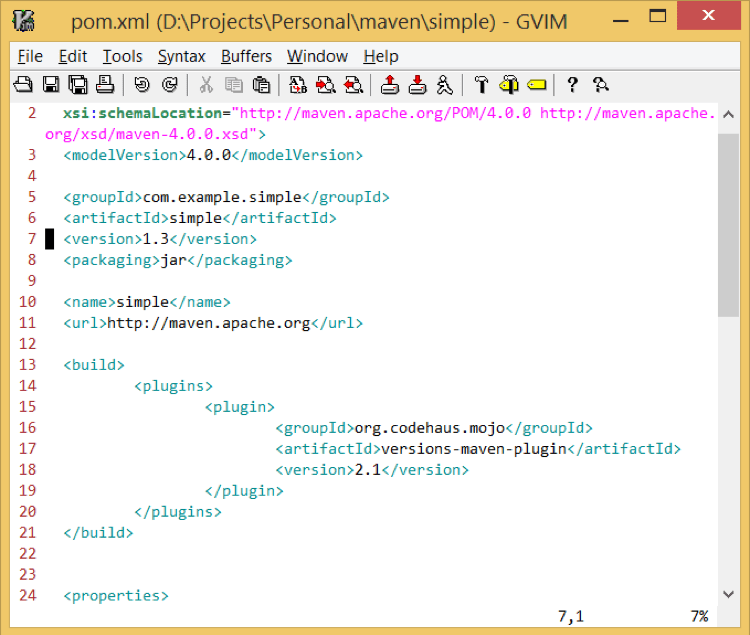 pom.xml (D:\Projects\Personal\maven\simple) - GVIM
File Edit Tools Syntax Buffers Window Help
2 xsi:schemaLocation="http://maven.apache.org/POM/4.0.0 http://maven.apache.
org/xsd/maven-4.0.0.xsd">
3 <modelVersion>4.0.0</modelVersion>
4
5 <groupId>com.example.simple</groupId>
6 <artifactId>simple</artifactId>
7 <version>1.3</version>
8 <packaging>jar</packaging>
9
10 <name>simple</name>
11 <url>http://maven.apache.org</url>
12
13 <build>
14 <plugins>
15 <plugin>
16 <groupId>org.codehaus.mojo</groupId>
17 <artifactId>versions-maven-plugin</artifactId>
18 <version>2.1</version>
19 </plugin>
20 </plugins>
21 </build>
22
23
24 <properties>
7,1 7%